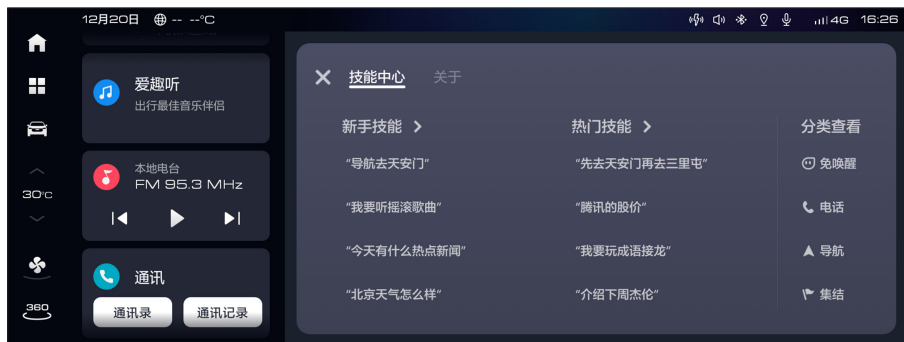 12月20日 -- --°C
4G 16:26
爱趣听
出行最佳音乐伴侣
30°C
本地电台
FM 95.3 MHz
通讯
通讯录 通讯记录
360
技能中心 关于
新手技能 热门技能 分类查看
“导航去天安门” “先去天安门再去三里屯” 免唤醒
“我要听摇滚歌曲” “腾讯的股价” 电话
“今天有什么热点新闻” “我要玩成语接龙” 导航
“北京天气怎么样” “介绍下周杰伦” 集结